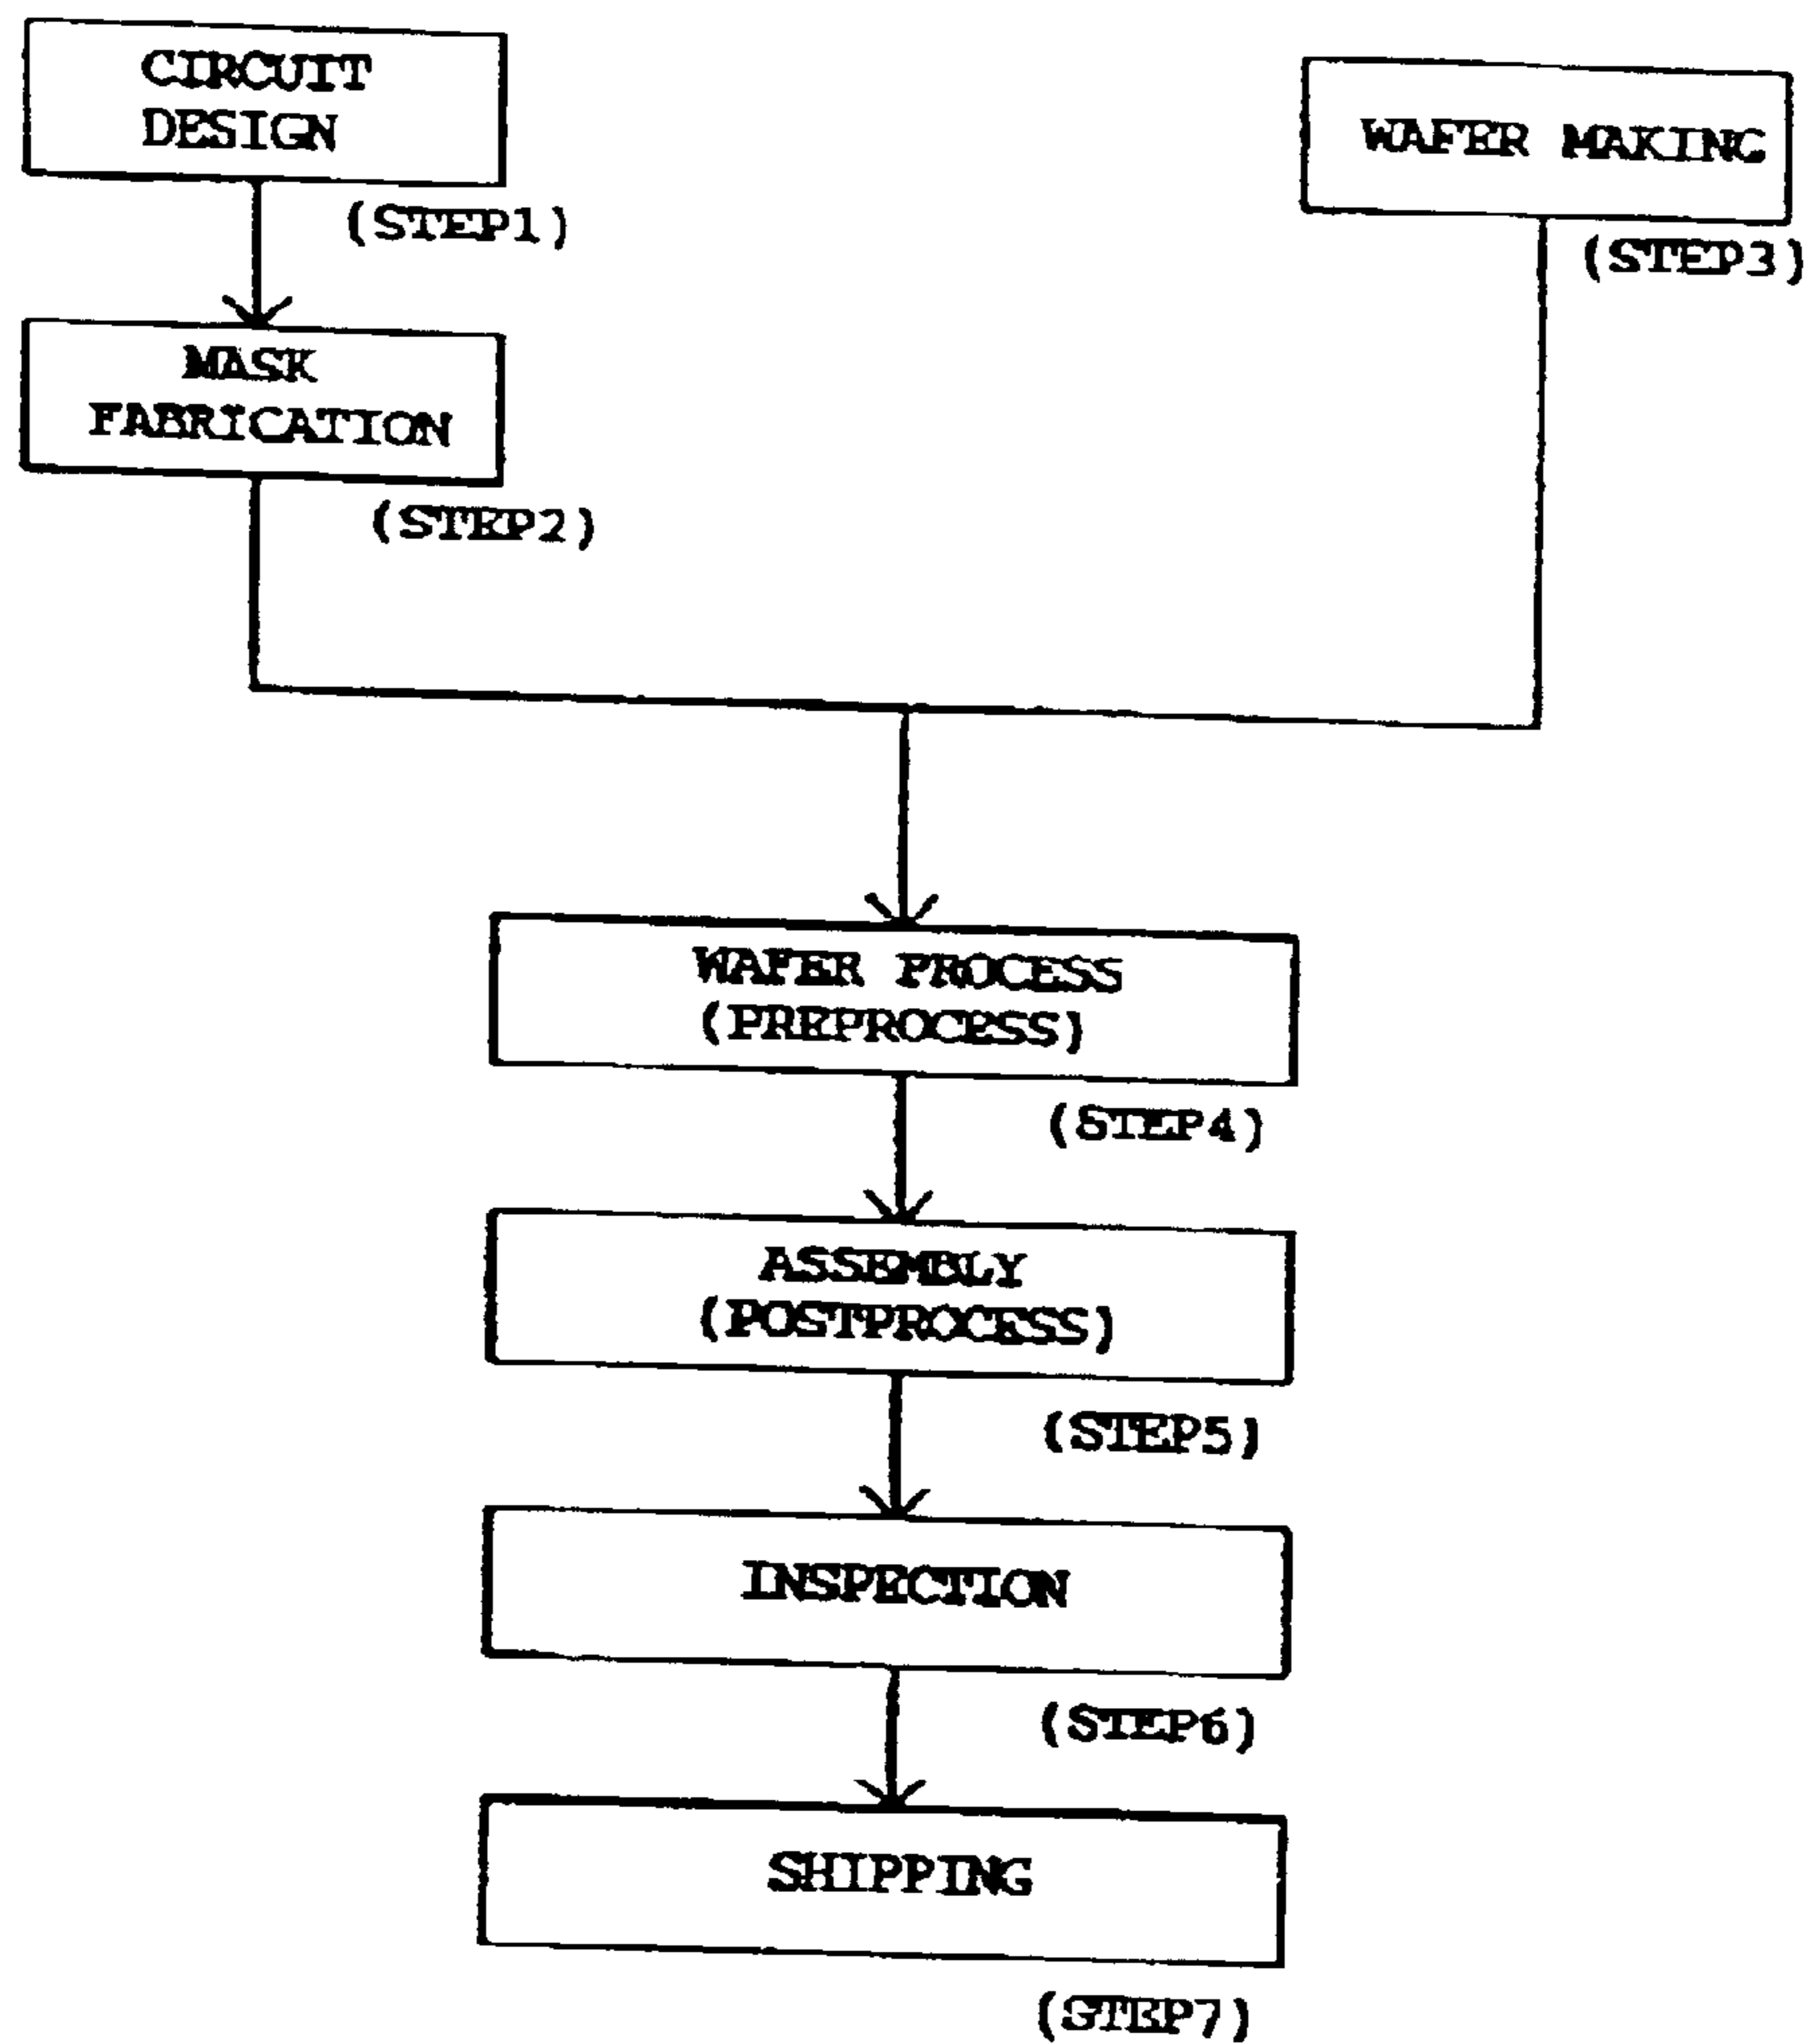 CIRCUIT
DESIGN
(STEP1)
WAFER MAKING
(STEP3)
MASK
FABRICATION
(STEP2)
WAFER PROCESS
(PREPROCESS)
(STEP4)
ASSEMBLY
(POSTPROCESS)
(STEP5)
INSPECTION
(STEP6)
SHIPPING
(STEP7)